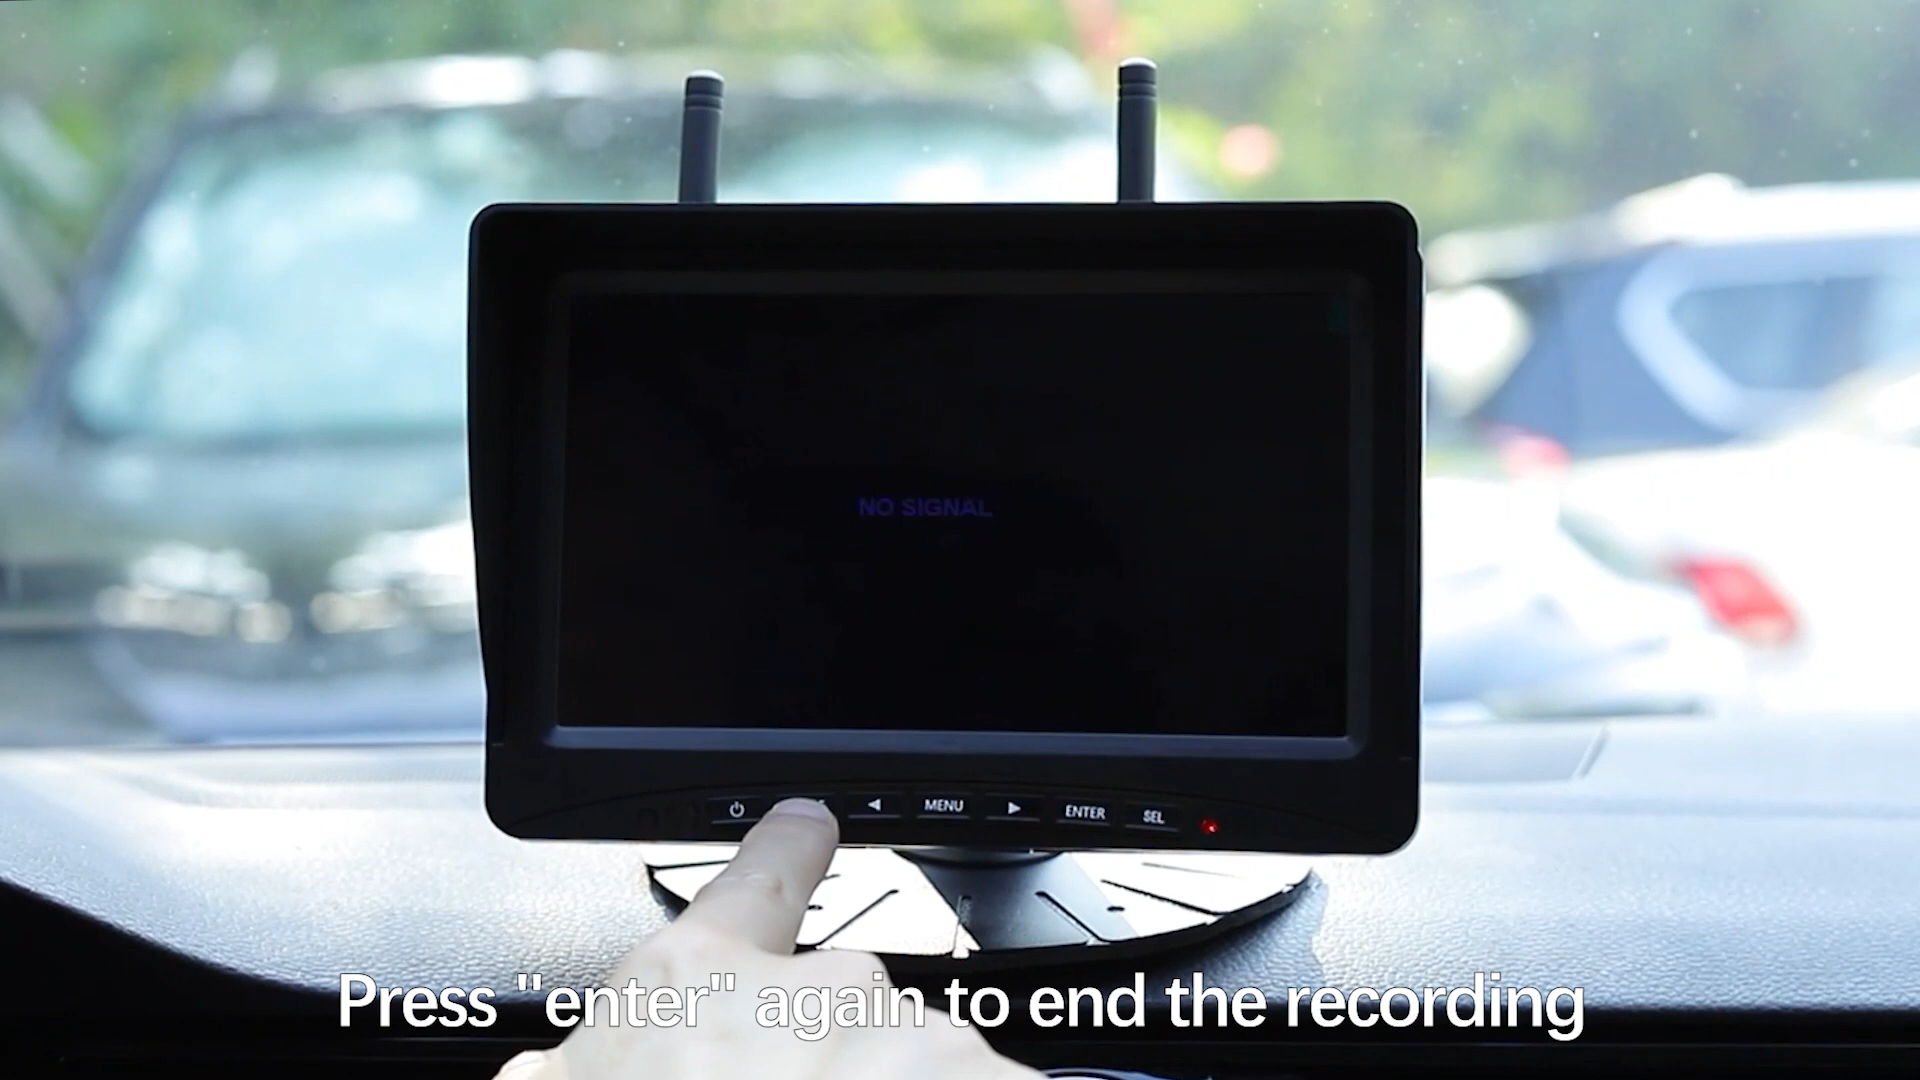 NO SIGNAL
MENU
ENTER
SEL
Press "enter" again to end the recording